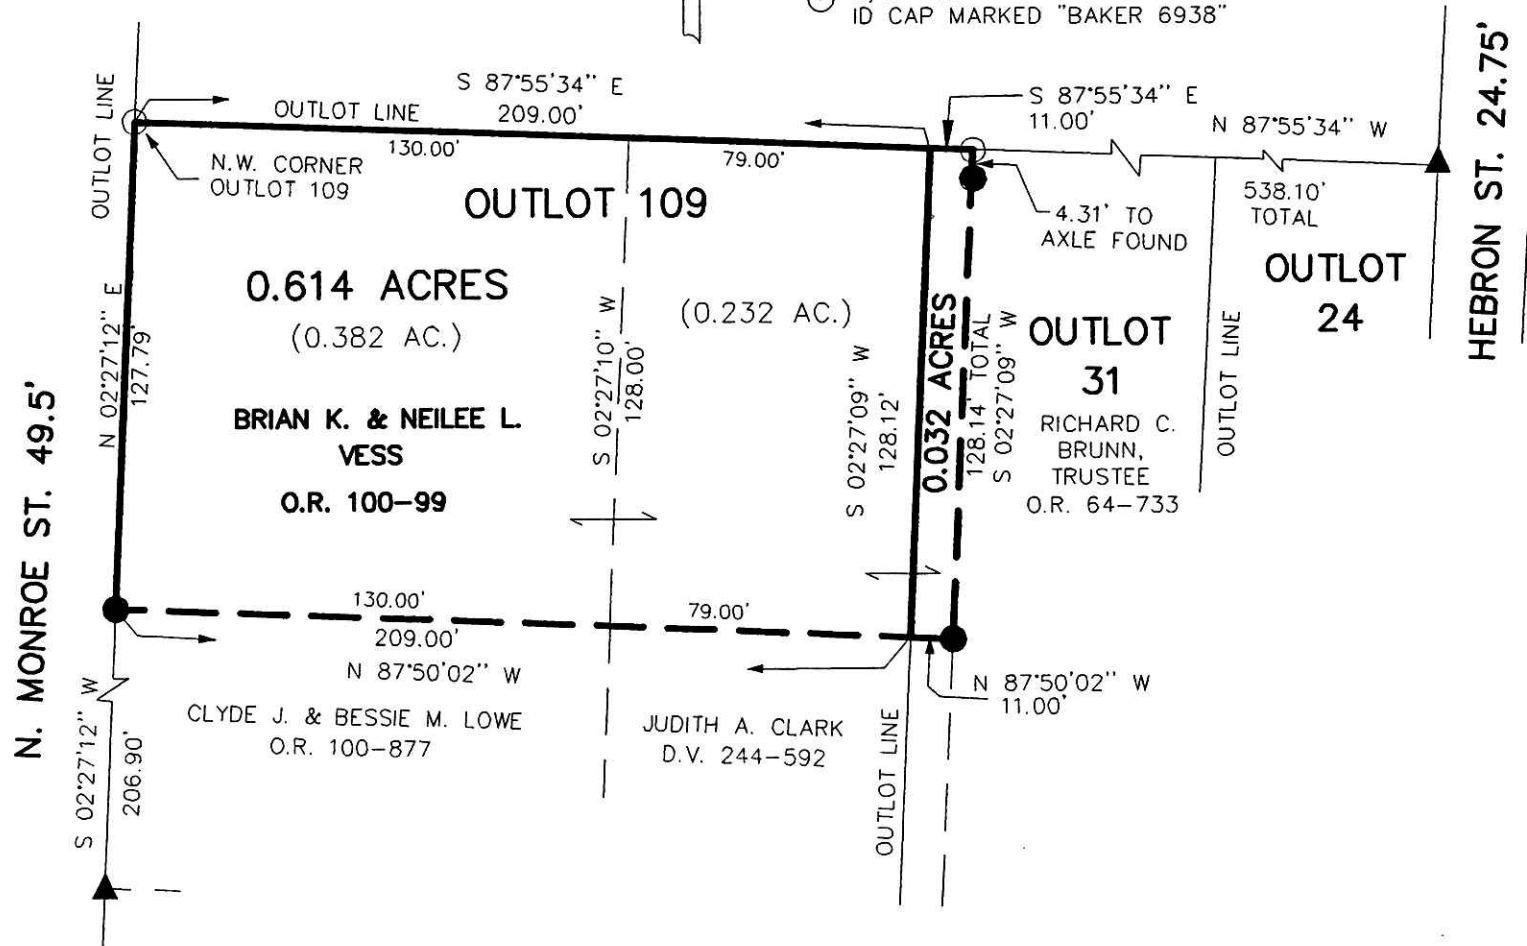 ID CAP MARKED "BAKER 6938"
HEBRON ST. 24.75'
S 87°55'34" E
209.00'
OUTLOT LINE
130.00'
79.00'
S 87°55'34" E
11.00'
N 87°55'34" W
538.10'
TOTAL
OUTLOT LINE
N.W. CORNER
OUTLOT 109
OUTLOT 109
4.31' TO
AXLE FOUND
OUTLOT
24
0.614 ACRES
(0.382 AC.)
(0.232 AC.)
N 02°27'12" E
127.79'
S 02°27'10" W
128.00'
S 02°27'09" W
128.12'
0.032 ACRES
128.14' TOTAL
S 02°27'09" W
OUTLOT
31
RICHARD C.
BRUNN,
TRUSTEE
O.R. 64-733
OUTLOT LINE
BRIAN K. & NEILEE L.
VESS
O.R. 100-99
N. MONROE ST. 49.5'
130.00'
209.00'
N 87°50'02" W
79.00'
N 87°50'02" W
11.00'
CLYDE J. & BESSIE M. LOWE
O.R. 100-877
JUDITH A. CLARK
D.V. 244-592
S 02°27'12" W
206.90'
OUTLOT LINE